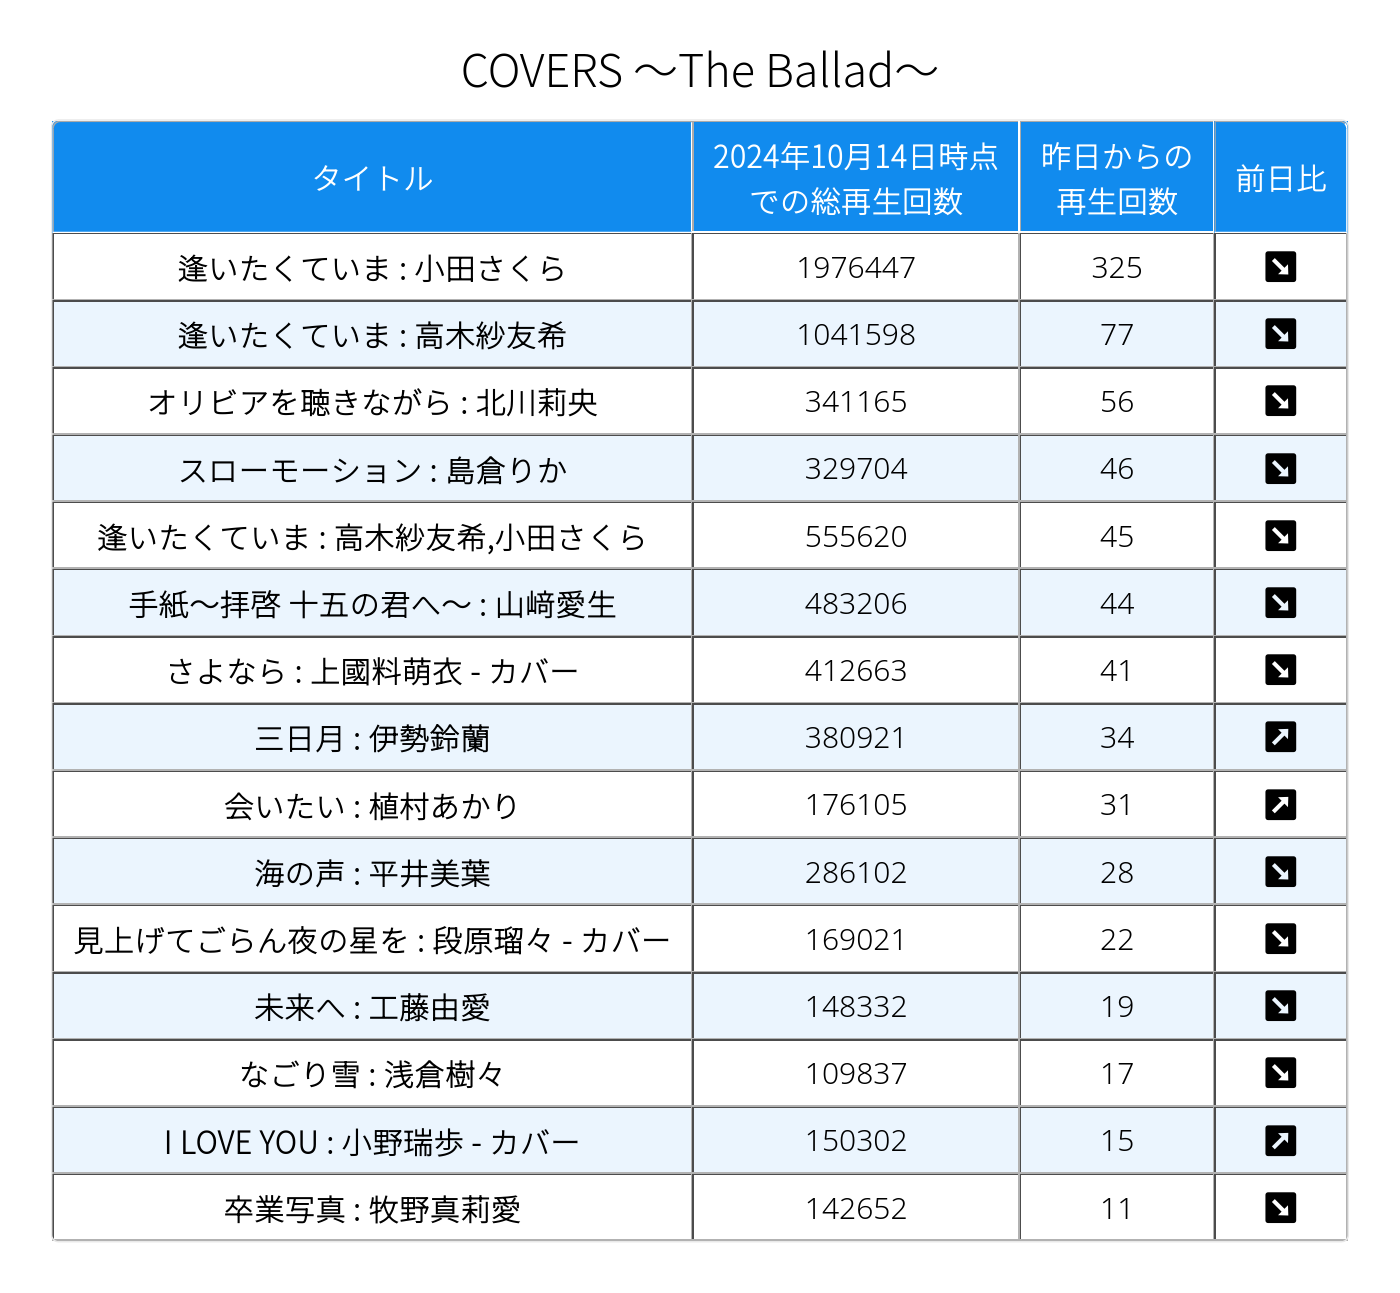 COVERS ～The Ballad～
タイトル 2024年10月14日時点での総再生回数 昨日からの再生回数 前日比
逢いたくていま : 小田さくら 1976447 325 ↘
逢いたくていま : 高木紗友希 1041598 77 ↘
オリビアを聴きながら : 北川莉央 341165 56 ↘
スローモーション : 島倉りか 329704 46 ↘
逢いたくていま : 高木紗友希,小田さくら 555620 45 ↘
手紙～拝啓 十五の君へ～ : 山﨑愛生 483206 44 ↘
さよなら : 上國料萌衣 - カバー 412663 41 ↘
三日月 : 伊勢鈴蘭 380921 34 ↗
会いたい : 植村あかり 176105 31 ↗
海の声 : 平井美葉 286102 28 ↘
見上げてごらん夜の星を : 段原瑠々 - カバー 169021 22 ↘
未来へ : 工藤由愛 148332 19 ↘
なごり雪 : 浅倉樹々 109837 17 ↘
I LOVE YOU : 小野瑞歩 - カバー 150302 15 ↗
卒業写真 : 牧野真莉愛 142652 11 ↘